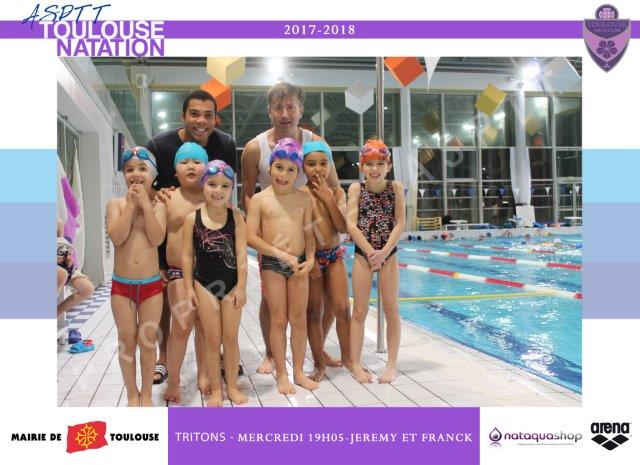 ASPTT
TOULOUSE
NATATION
2017-2018
TOULOUSE
NATATION
MAIRIE DE TOULOUSE
TRITONS - MERCREDI 19H05-JEREMY ET FRANCK
nataquashop
arena